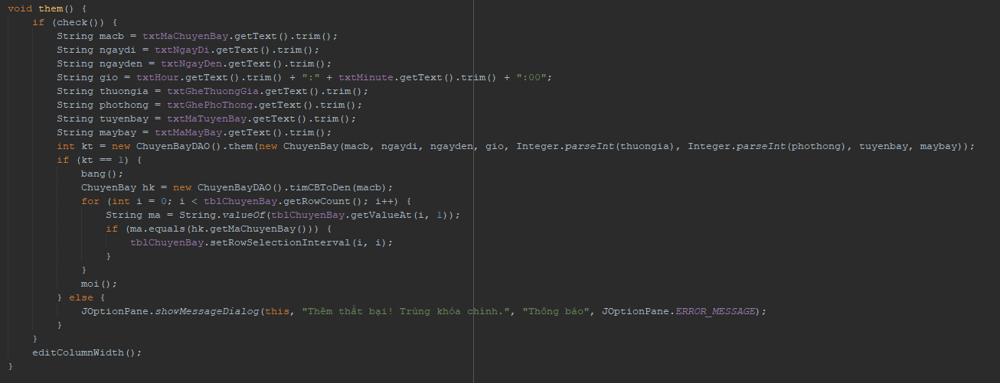 void them() {
    if (check()) {
        String macb = txtMaChuyenBay.getText().trim();
        String ngaydi = txtNgayDi.getText().trim();
        String ngayden = txtNgayDen.getText().trim();
        String gio = txtHour.getText().trim() + ":" + txtMinute.getText().trim() + ":00";
        String thuongia = txtGheThuongGia.getText().trim();
        String phothong = txtGhePhoThong.getText().trim();
        String tuyenbay = txtMaTuyenBay.getText().trim();
        String maybay = txtMaMayBay.getText().trim();
        int kt = new ChuyenBayDAO().them(new ChuyenBay(macb, ngaydi, ngayden, gio, Integer.parseInt(thuongia), Integer.parseInt(phothong), tuyenbay, maybay));
        if (kt == 1) {
            bang();
            ChuyenBay hk = new ChuyenBayDAO().timCBToDen(macb);
            for (int i = 0; i < tblChuyenBay.getRowCount(); i++) {
                String ma = String.valueOf(tblChuyenBay.getValueAt(i, 1));
                if (ma.equals(hk.getMaChuyenBay())) {
                    tblChuyenBay.setRowSelectionInterval(i, i);
                }
            }
            moi();
        } else {
            JOptionPane.showMessageDialog(this, "Thêm thất bại! Trùng khóa chính.", "Thông báo", JOptionPane.ERROR_MESSAGE);
        }
    }
    editColumnWidth();
}